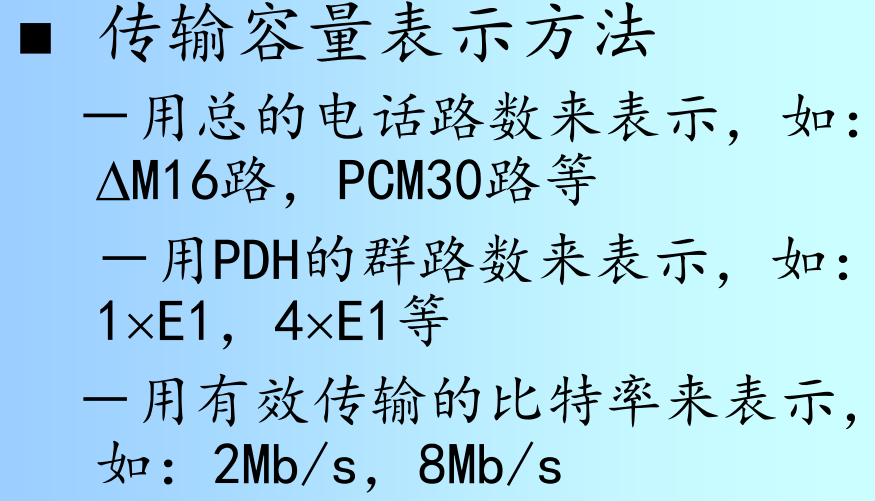 ■ 传输容量表示方法
—用总的电话路数来表示，如：
ΔM16路，PCM30路等
—用PDH的群路数来表示，如：
1×E1，4×E1等
—用有效传输的比特率来表示，
如：2Mb/s，8Mb/s